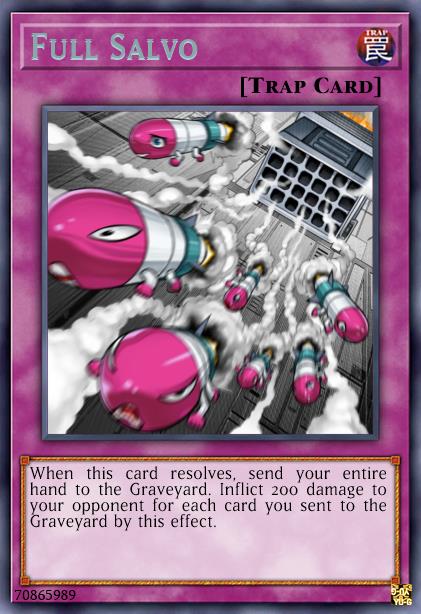 Full Salvo
TRAP
罠
[Trap Card]
When this card resolves, send your entire
hand to the Graveyard. Inflict 200 damage to
your opponent for each card you sent to the
Graveyard by this effect.
70865989